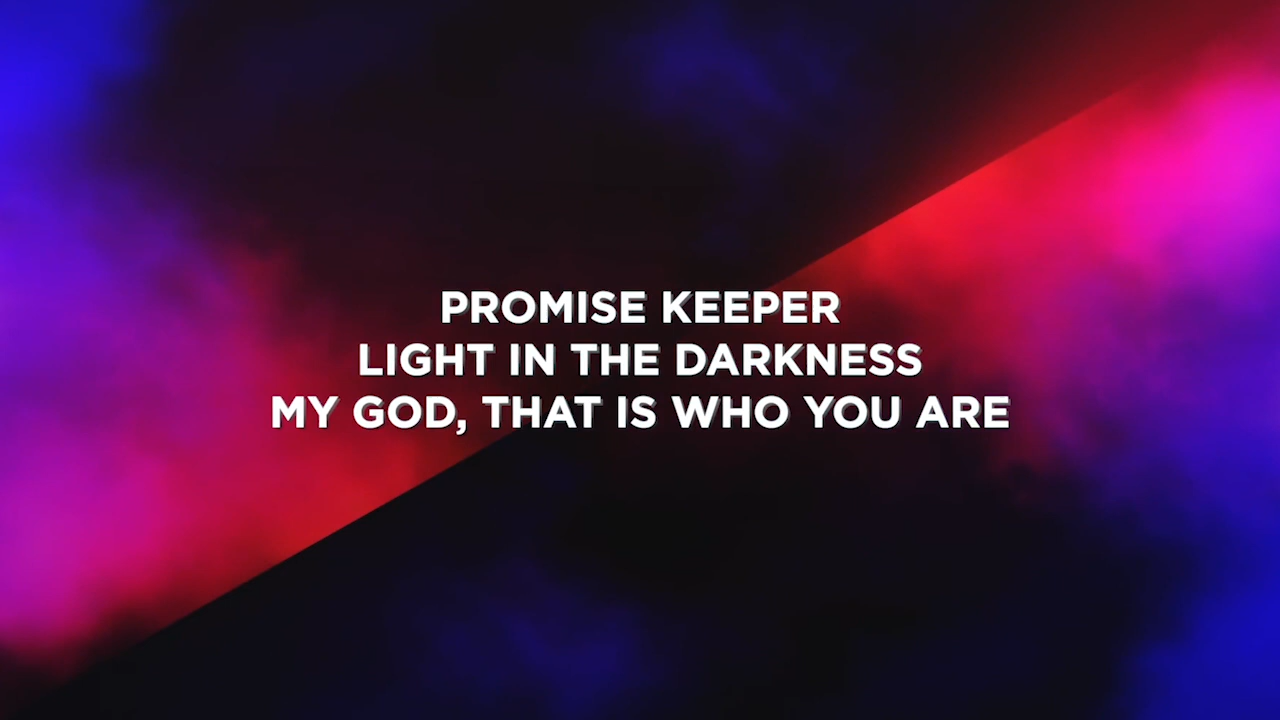 PROMISE KEEPER
LIGHT IN THE DARKNESS
MY GOD, THAT IS WHO YOU ARE